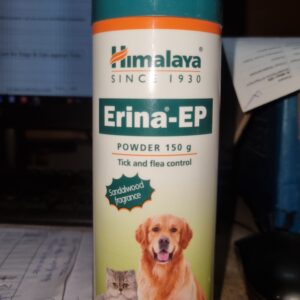 Himalaya
SINCE 1930
Erina®-EP
POWDER 150 g
Tick and flea control
Sandalwood
fragrance